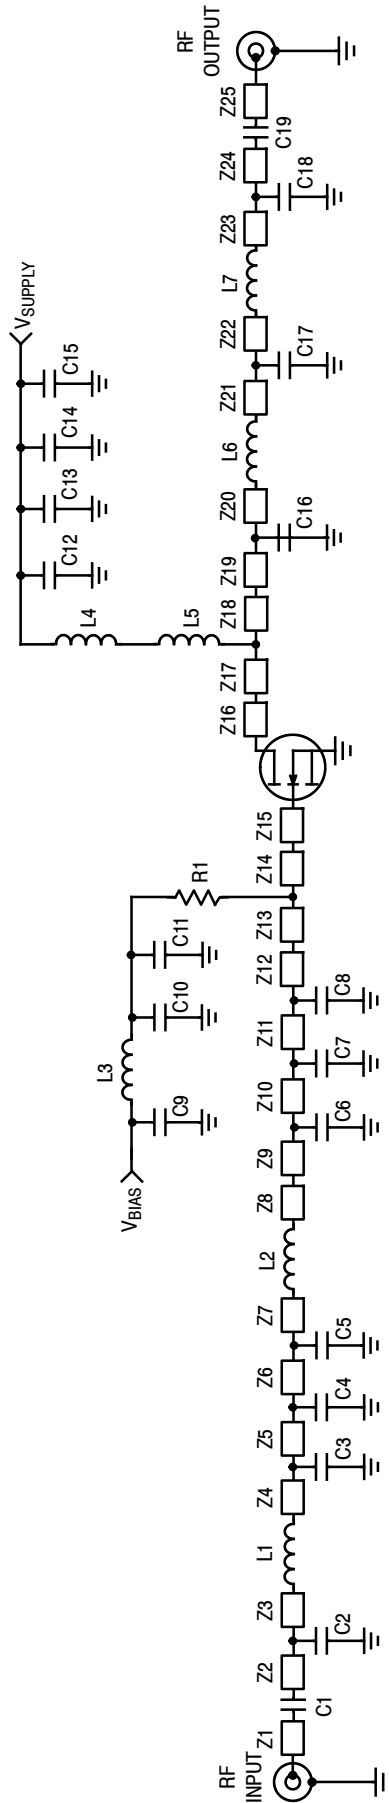 RF
INPUT
Z1
C1
Z2
C2
Z3
L1
Z4
C3
Z5
C4
Z6
C5
Z7
L2
Z8
Z9
C6
Z10
C7
Z11
C8
Z12
Z13
Z14
Z15
VBIAS
C9
L3
C10
C11
R1
Z16
Z17
Z18
Z19
C16
Z20
L6
Z21
C17
Z22
L7
Z23
C18
Z24
C19
Z25
RF
OUTPUT
L5
L4
C12
C13
C14
C15
VSUPPLY